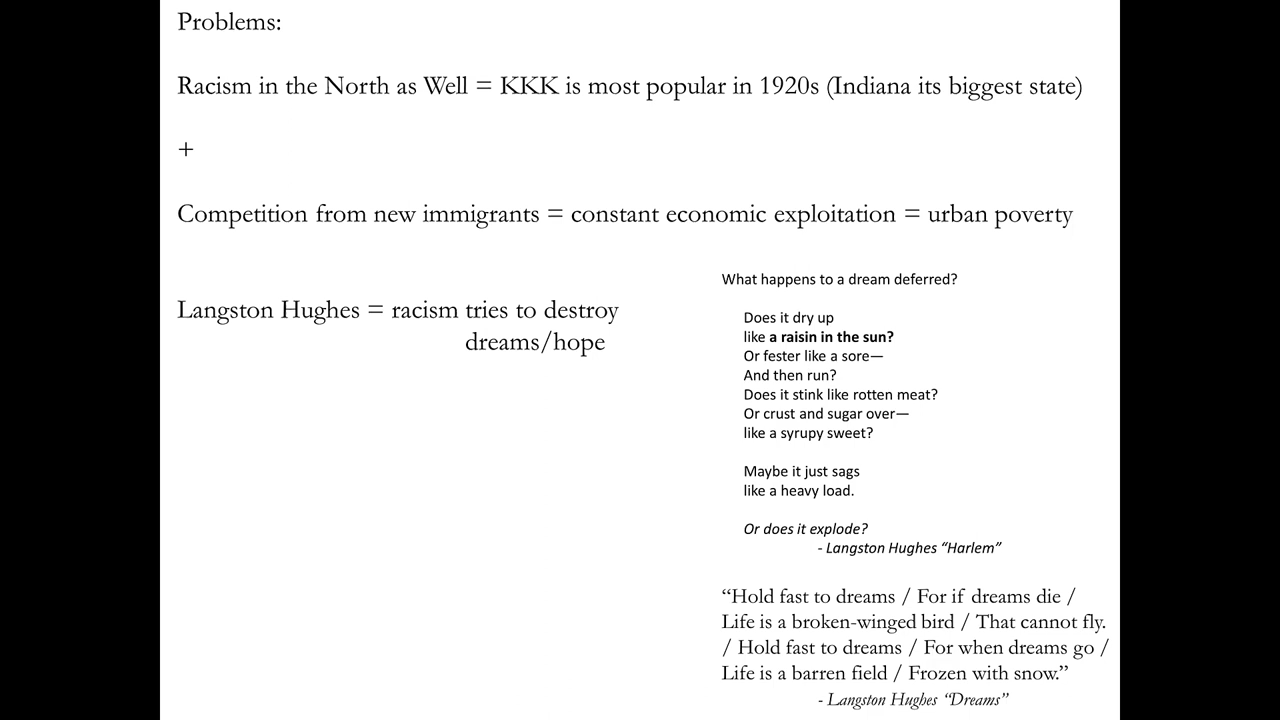 Problems:
Racism in the North as Well = KKK is most popular in 1920s (Indiana its biggest state)
+
Competition from new immigrants = constant economic exploitation = urban poverty
Langston Hughes = racism tries to destroy
dreams/hope
What happens to a dream deferred?
Does it dry up
like a raisin in the sun?
Or fester like a sore—
And then run?
Does it stink like rotten meat?
Or crust and sugar over—
like a syrupy sweet?
Maybe it just sags
like a heavy load.
Or does it explode?
- Langston Hughes “Harlem”
“Hold fast to dreams / For if dreams die /
Life is a broken-winged bird / That cannot fly.
/ Hold fast to dreams / For when dreams go /
Life is a barren field / Frozen with snow.”
- Langston Hughes “Dreams”